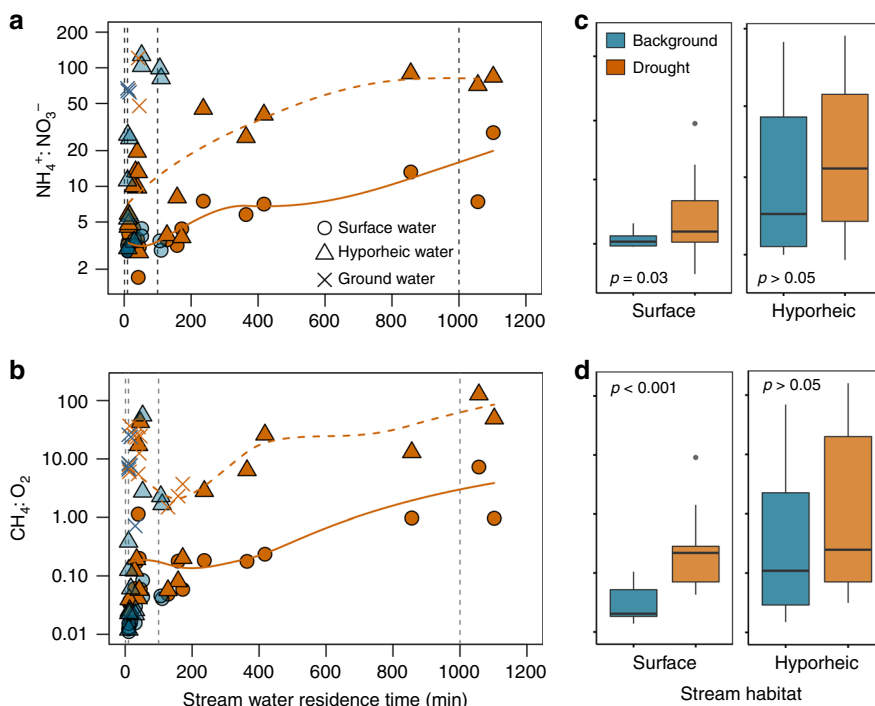 a
200
100
50
20
10
5
2
NH₄⁺: NO₃⁻
Surface water
Hyporheic water
Ground water
0 200 400 600 800 1000 1200
b
100
10.00
1.00
0.10
0.01
CH₄: O₂
0 200 400 600 800 1000 1200
Stream water residence time (min)
c
Background
Drought
p = 0.03
p > 0.05
Surface Hyporheic
d
p < 0.001
p > 0.05
Surface Hyporheic
Stream habitat